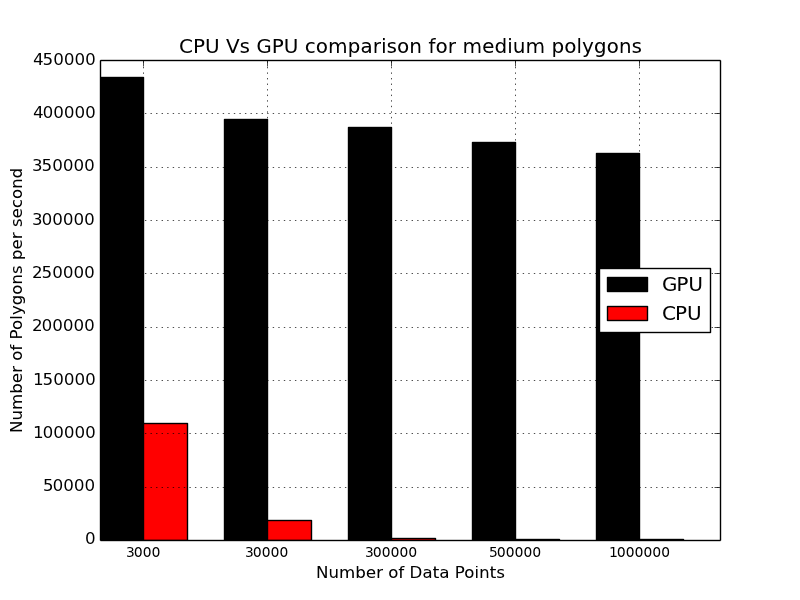 CPU Vs GPU comparison for medium polygons
450000
400000
350000
300000
250000
200000
150000
100000
50000
0
Number of Polygons per second
GPU
CPU
3000 30000 300000 500000 1000000
Number of Data Points